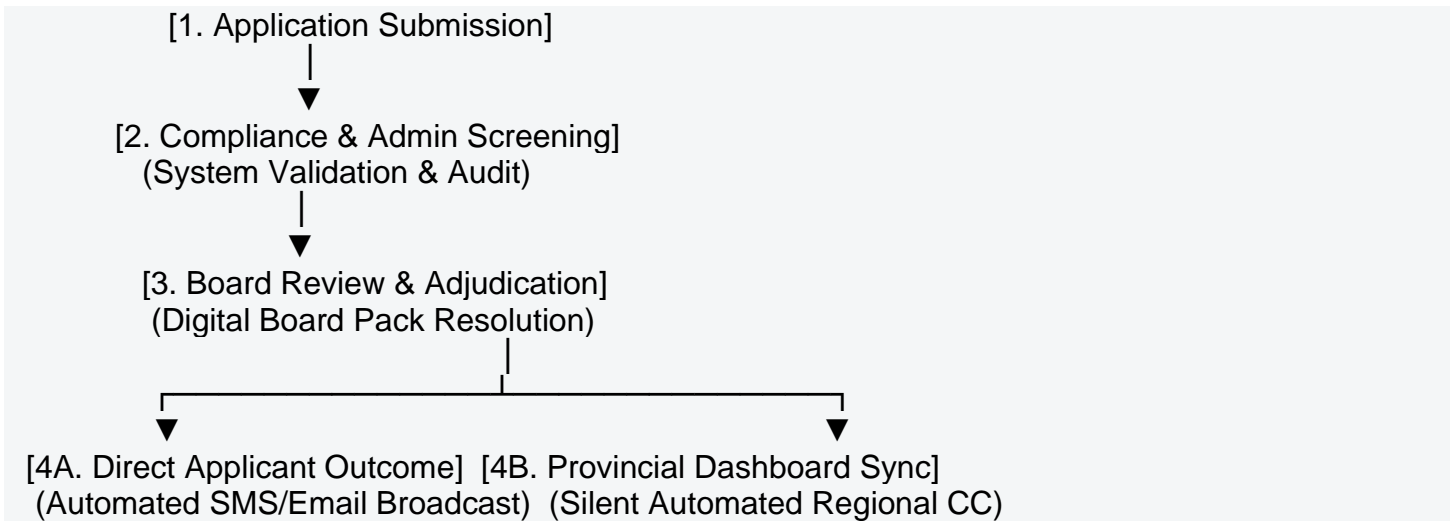 [1. Application Submission]
[2. Compliance & Admin Screening]
(System Validation & Audit)
[3. Board Review & Adjudication]
(Digital Board Pack Resolution)
[4A. Direct Applicant Outcome] [4B. Provincial Dashboard Sync]
(Automated SMS/Email Broadcast) (Silent Automated Regional CC)